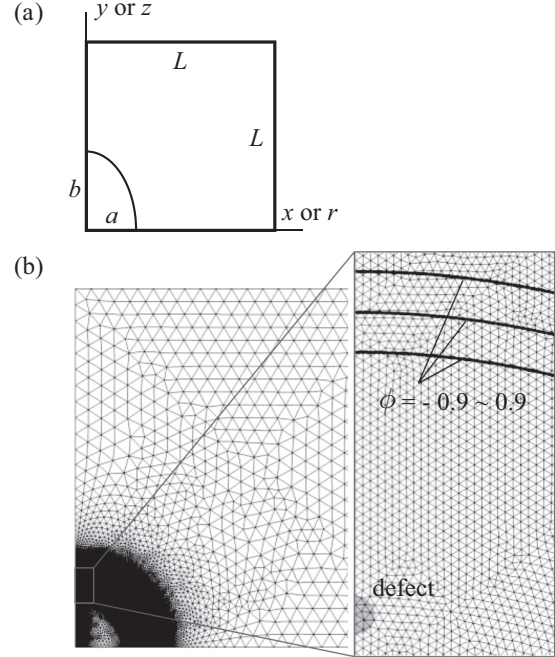 (a)
y or z
L
L
b
a
x or r
(b)
ϕ = - 0.9 ~ 0.9
defect